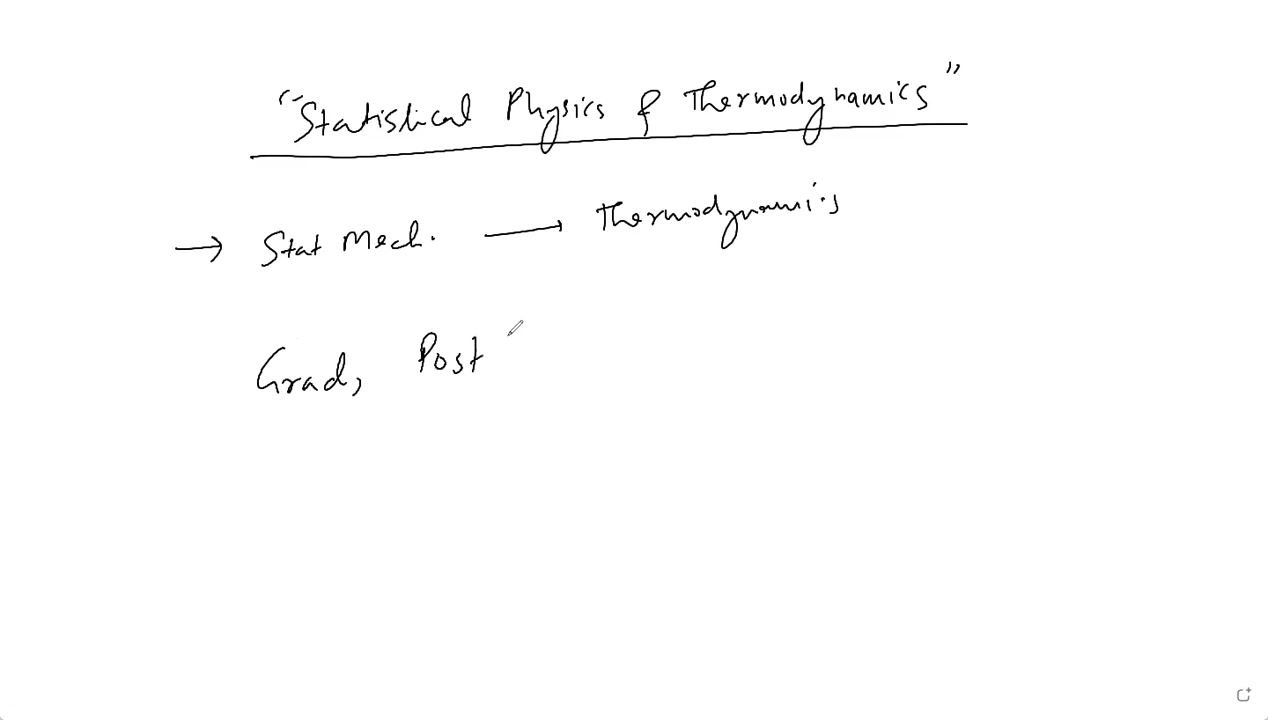 "Statistical Physics & Thermodynamics"
→ Stat Mech. → Thermodynamics
Grad, Post